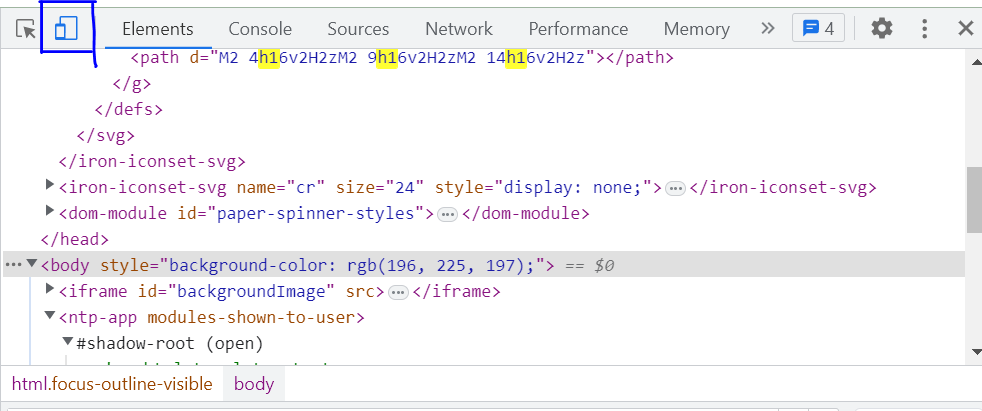 Elements Console Sources Network Performance Memory » 4
<path d="M2 4h16v2H2zM2 9h16v2H2zM2 14h16v2H2z"></path>
</g>
</defs>
</svg>
</iron-iconset-svg>
<iron-iconset-svg name="cr" size="24" style="display: none;">…</iron-iconset-svg>
<dom-module id="paper-spinner-styles">…</dom-module>
</head>
…<body style="background-color: rgb(196, 225, 197);"> == $0
<iframe id="backgroundImage" src>…</iframe>
<ntp-app modules-shown-to-user>
#shadow-root (open)
html.focus-outline-visible body